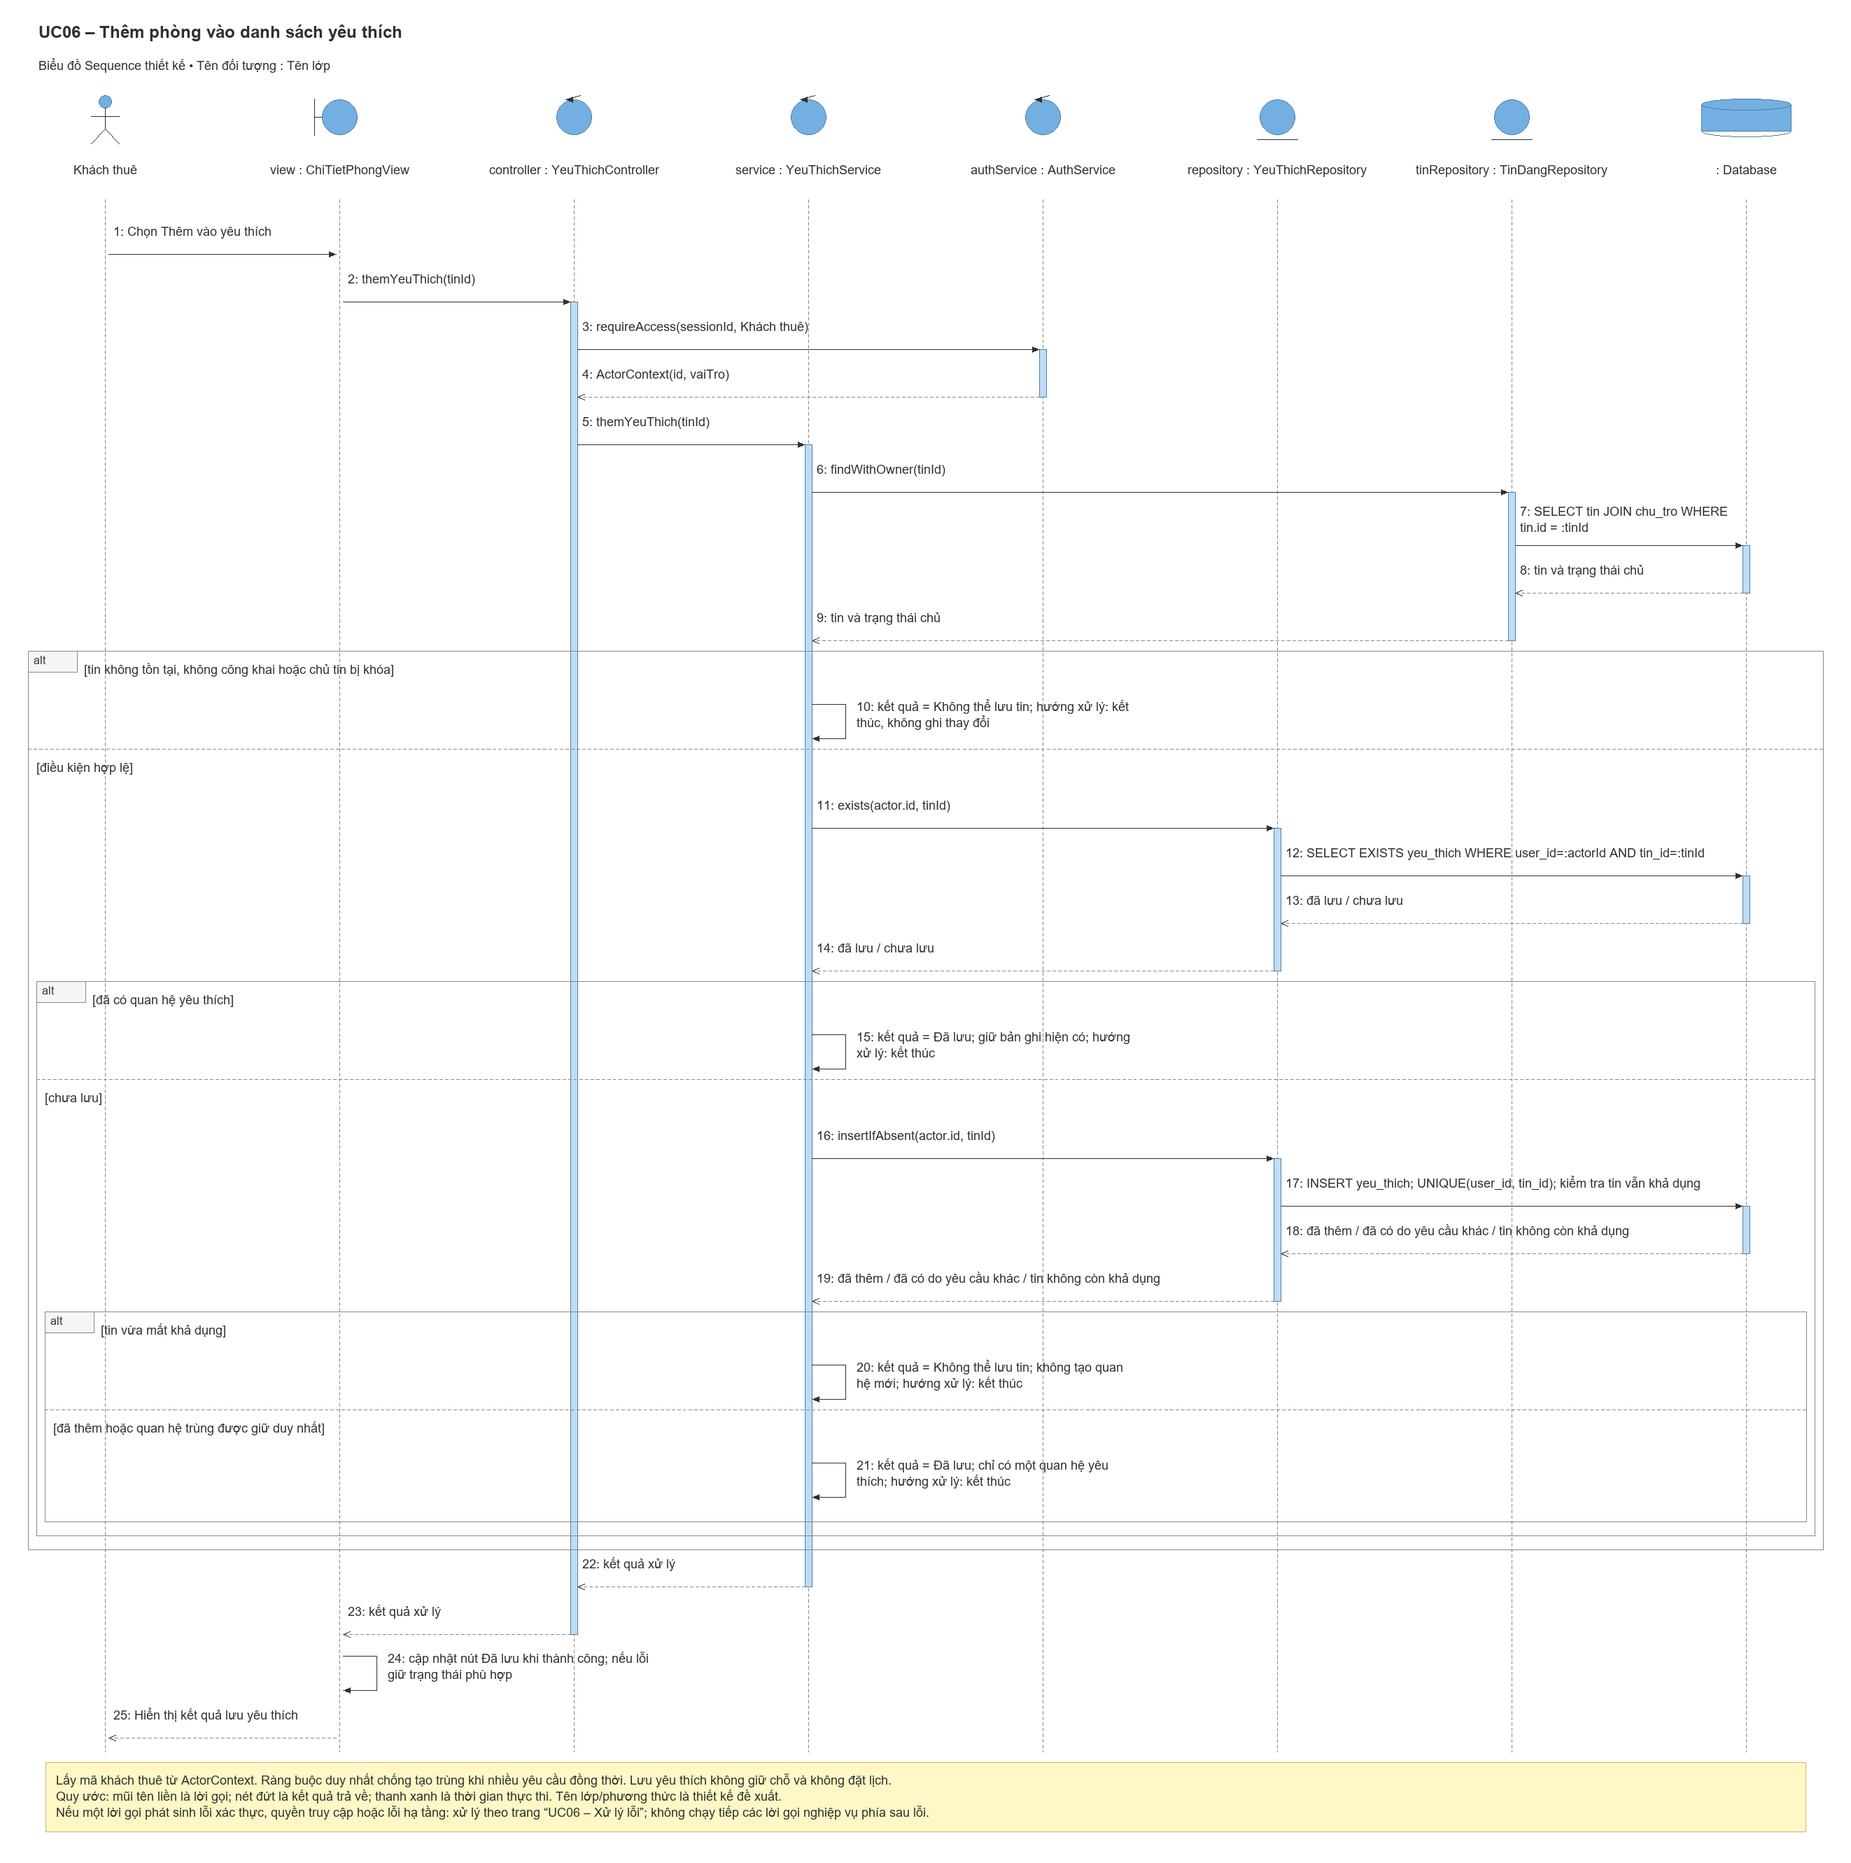 UC06 – Thêm phòng vào danh sách yêu thích
Biểu đồ Sequence thiết kế • Tên đối tượng : Tên lớp
Khách thuê
view : ChiTietPhongView
controller : YeuThichController
service : YeuThichService
authService : AuthService
repository : YeuThichRepository
tinRepository : TinDangRepository
: Database
1: Chọn Thêm vào yêu thích
2: themYeuThich(tinId)
3: requireAccess(sessionId, Khách thuê)
4: ActorContext(id, vaiTro)
5: themYeuThich(tinId)
6: findWithOwner(tinId)
7: SELECT tin JOIN chu_tro WHERE
tin.id = :tinId
8: tin và trạng thái chủ
9: tin và trạng thái chủ
alt
[tin không tồn tại, không công khai hoặc chủ tin bị khóa]
10: kết quả = Không thể lưu tin; hướng xử lý: kết
thúc, không ghi thay đổi
[điều kiện hợp lệ]
11: exists(actor.id, tinId)
12: SELECT EXISTS yeu_thich WHERE user_id=:actorId AND tin_id=:tinId
13: đã lưu / chưa lưu
14: đã lưu / chưa lưu
alt
[đã có quan hệ yêu thích]
15: kết quả = Đã lưu; giữ bản ghi hiện có; hướng
xử lý: kết thúc
[chưa lưu]
16: insertIfAbsent(actor.id, tinId)
17: INSERT yeu_thich; UNIQUE(user_id, tin_id); kiểm tra tin vẫn khả dụng
18: đã thêm / đã có do yêu cầu khác / tin không còn khả dụng
19: đã thêm / đã có do yêu cầu khác / tin không còn khả dụng
alt
[tin vừa mất khả dụng]
20: kết quả = Không thể lưu tin; không tạo quan
hệ mới; hướng xử lý: kết thúc
[đã thêm hoặc quan hệ trùng được giữ duy nhất]
21: kết quả = Đã lưu; chỉ có một quan hệ yêu
thích; hướng xử lý: kết thúc
22: kết quả xử lý
23: kết quả xử lý
24: cập nhật nút Đã lưu khi thành công; nếu lỗi
giữ trạng thái phù hợp
25: Hiển thị kết quả lưu yêu thích
Lấy mã khách thuê từ ActorContext. Ràng buộc duy nhất chống tạo trùng khi nhiều yêu cầu đồng thời. Lưu yêu thích không giữ chỗ và không đặt lịch.
Quy ước: mũi tên liền là lời gọi; nét đứt là kết quả trả về; thanh xanh là thời gian thực thi. Tên lớp/phương thức là thiết kế đề xuất.
Nếu một lời gọi phát sinh lỗi xác thực, quyền truy cập hoặc lỗi hạ tầng: xử lý theo trang “UC06 – Xử lý lỗi”; không chạy tiếp các lời gọi nghiệp vụ phía sau lỗi.